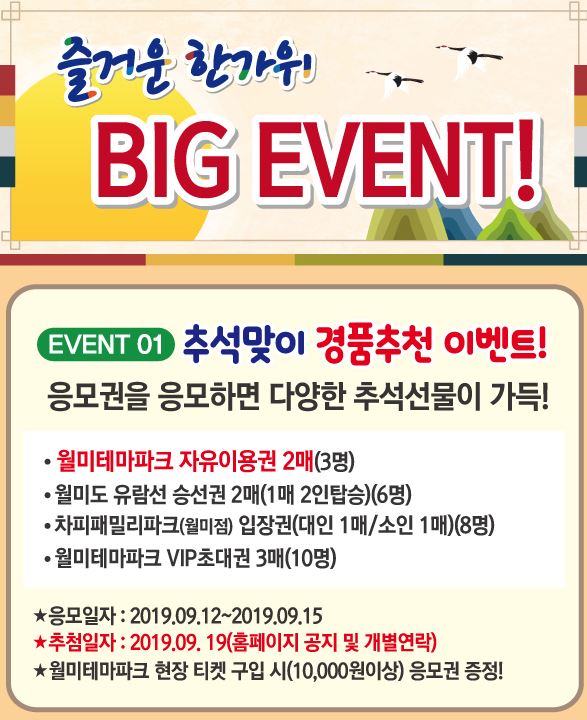 즐거운 한가위
BIG EVENT!
EVENT 01 추석맞이 경품추천 이벤트!
응모권을 응모하면 다양한 추석선물이 가득!
• 월미테마파크 자유이용권 2매(3명)
• 월미도 유람선 승선권 2매(1매 2인탑승)(6명)
• 차피패밀리파크(월미점) 입장권(대인 1매/소인 1매)(8명)
• 월미테마파크 VIP초대권 3매(10명)
★응모일자 : 2019.09.12~2019.09.15
★추첨일자 : 2019.09. 19(홈페이지 공지 및 개별연락)
★월미테마파크 현장 티켓 구입 시(10,000원이상) 응모권 증정!